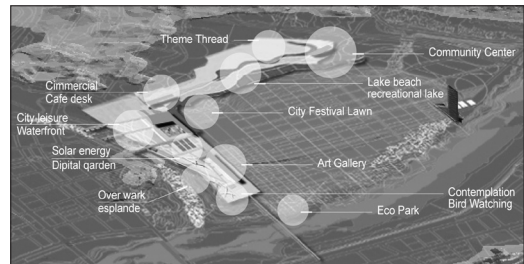 Theme Thread
Community Center
Cimmercial
Cafe desk
Lake beach
recreational lake
City leisure
Waterfront
City Festival Lawn
Solar energy
Dipital qarden
Art Gallery
Over wark
esplande
Contemplation
Bird Watching
Eco Park